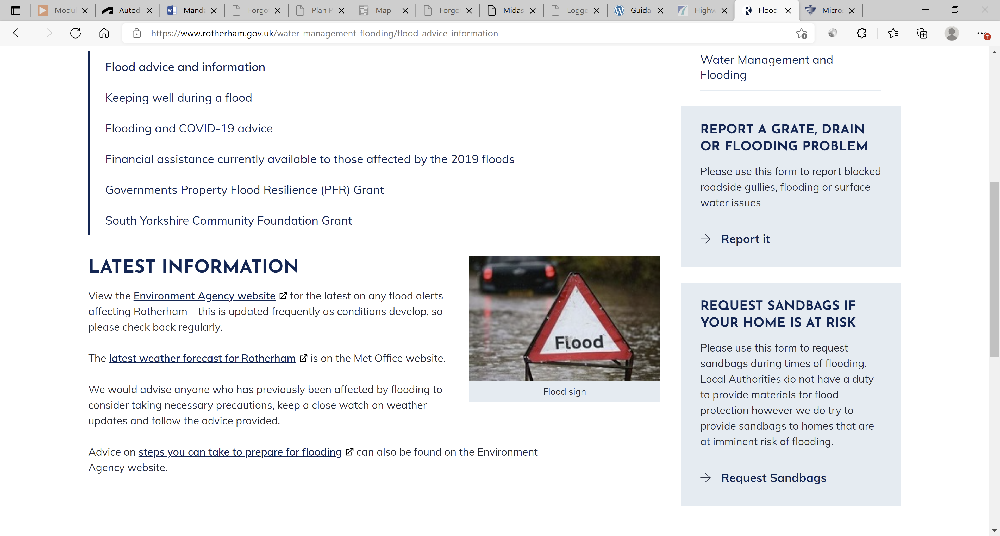 Modu
Autod
Manda
Forgo
Plan P
Map -
Forgo
Midas
Logge
Guida
Highw
Flood
Micro
https://www.rotherham.gov.uk/water-management-flooding/flood-advice-information
Flood advice and information
Keeping well during a flood
Flooding and COVID-19 advice
Financial assistance currently available to those affected by the 2019 floods
Governments Property Flood Resilience (PFR) Grant
South Yorkshire Community Foundation Grant
LATEST INFORMATION
View the Environment Agency website for the latest on any flood alerts
affecting Rotherham – this is updated frequently as conditions develop, so
please check back regularly.
The latest weather forecast for Rotherham is on the Met Office website.
We would advise anyone who has previously been affected by flooding to
consider taking necessary precautions, keep a close watch on weather
updates and follow the advice provided.
Advice on steps you can take to prepare for flooding can also be found on the Environment
Agency website.
Flood
Flood sign
Water Management and
Flooding
REPORT A GRATE, DRAIN
OR FLOODING PROBLEM
Please use this form to report blocked
roadside gullies, flooding or surface
water issues
Report it
REQUEST SANDBAGS IF
YOUR HOME IS AT RISK
Please use this form to request
sandbags during times of flooding.
Local Authorities do not have a duty
to provide materials for flood
protection however we do try to
provide sandbags to homes that are
at imminent risk of flooding.
Request Sandbags